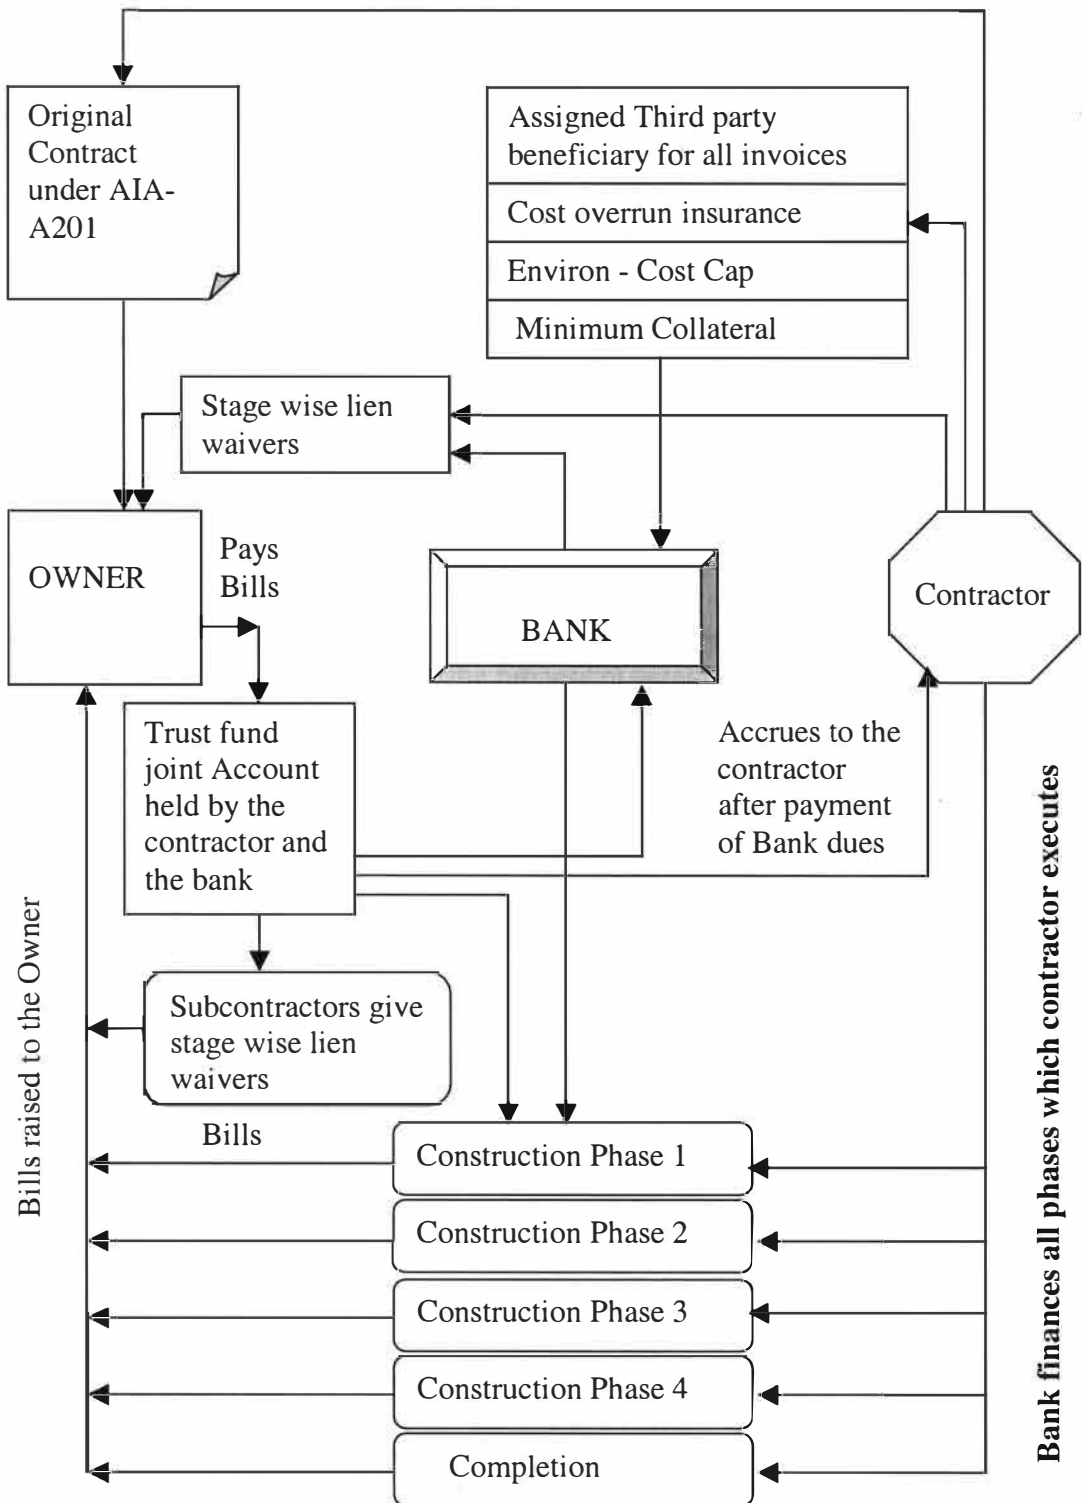 Original
Contract
under AIA-
A201
Assigned Third party
beneficiary for all invoices
Cost overrun insurance
Environ - Cost Cap
Minimum Collateral
Stage wise lien
waivers
OWNER
Pays
Bills
BANK
Contractor
Trust fund
joint Account
held by the
contractor and
the bank
Accrues to the
contractor
after payment
of Bank dues
Subcontractors give
stage wise lien
waivers
Bills
Bills raised to the Owner
Construction Phase 1
Construction Phase 2
Construction Phase 3
Construction Phase 4
Completion
Bank finances all phases which contractor executes